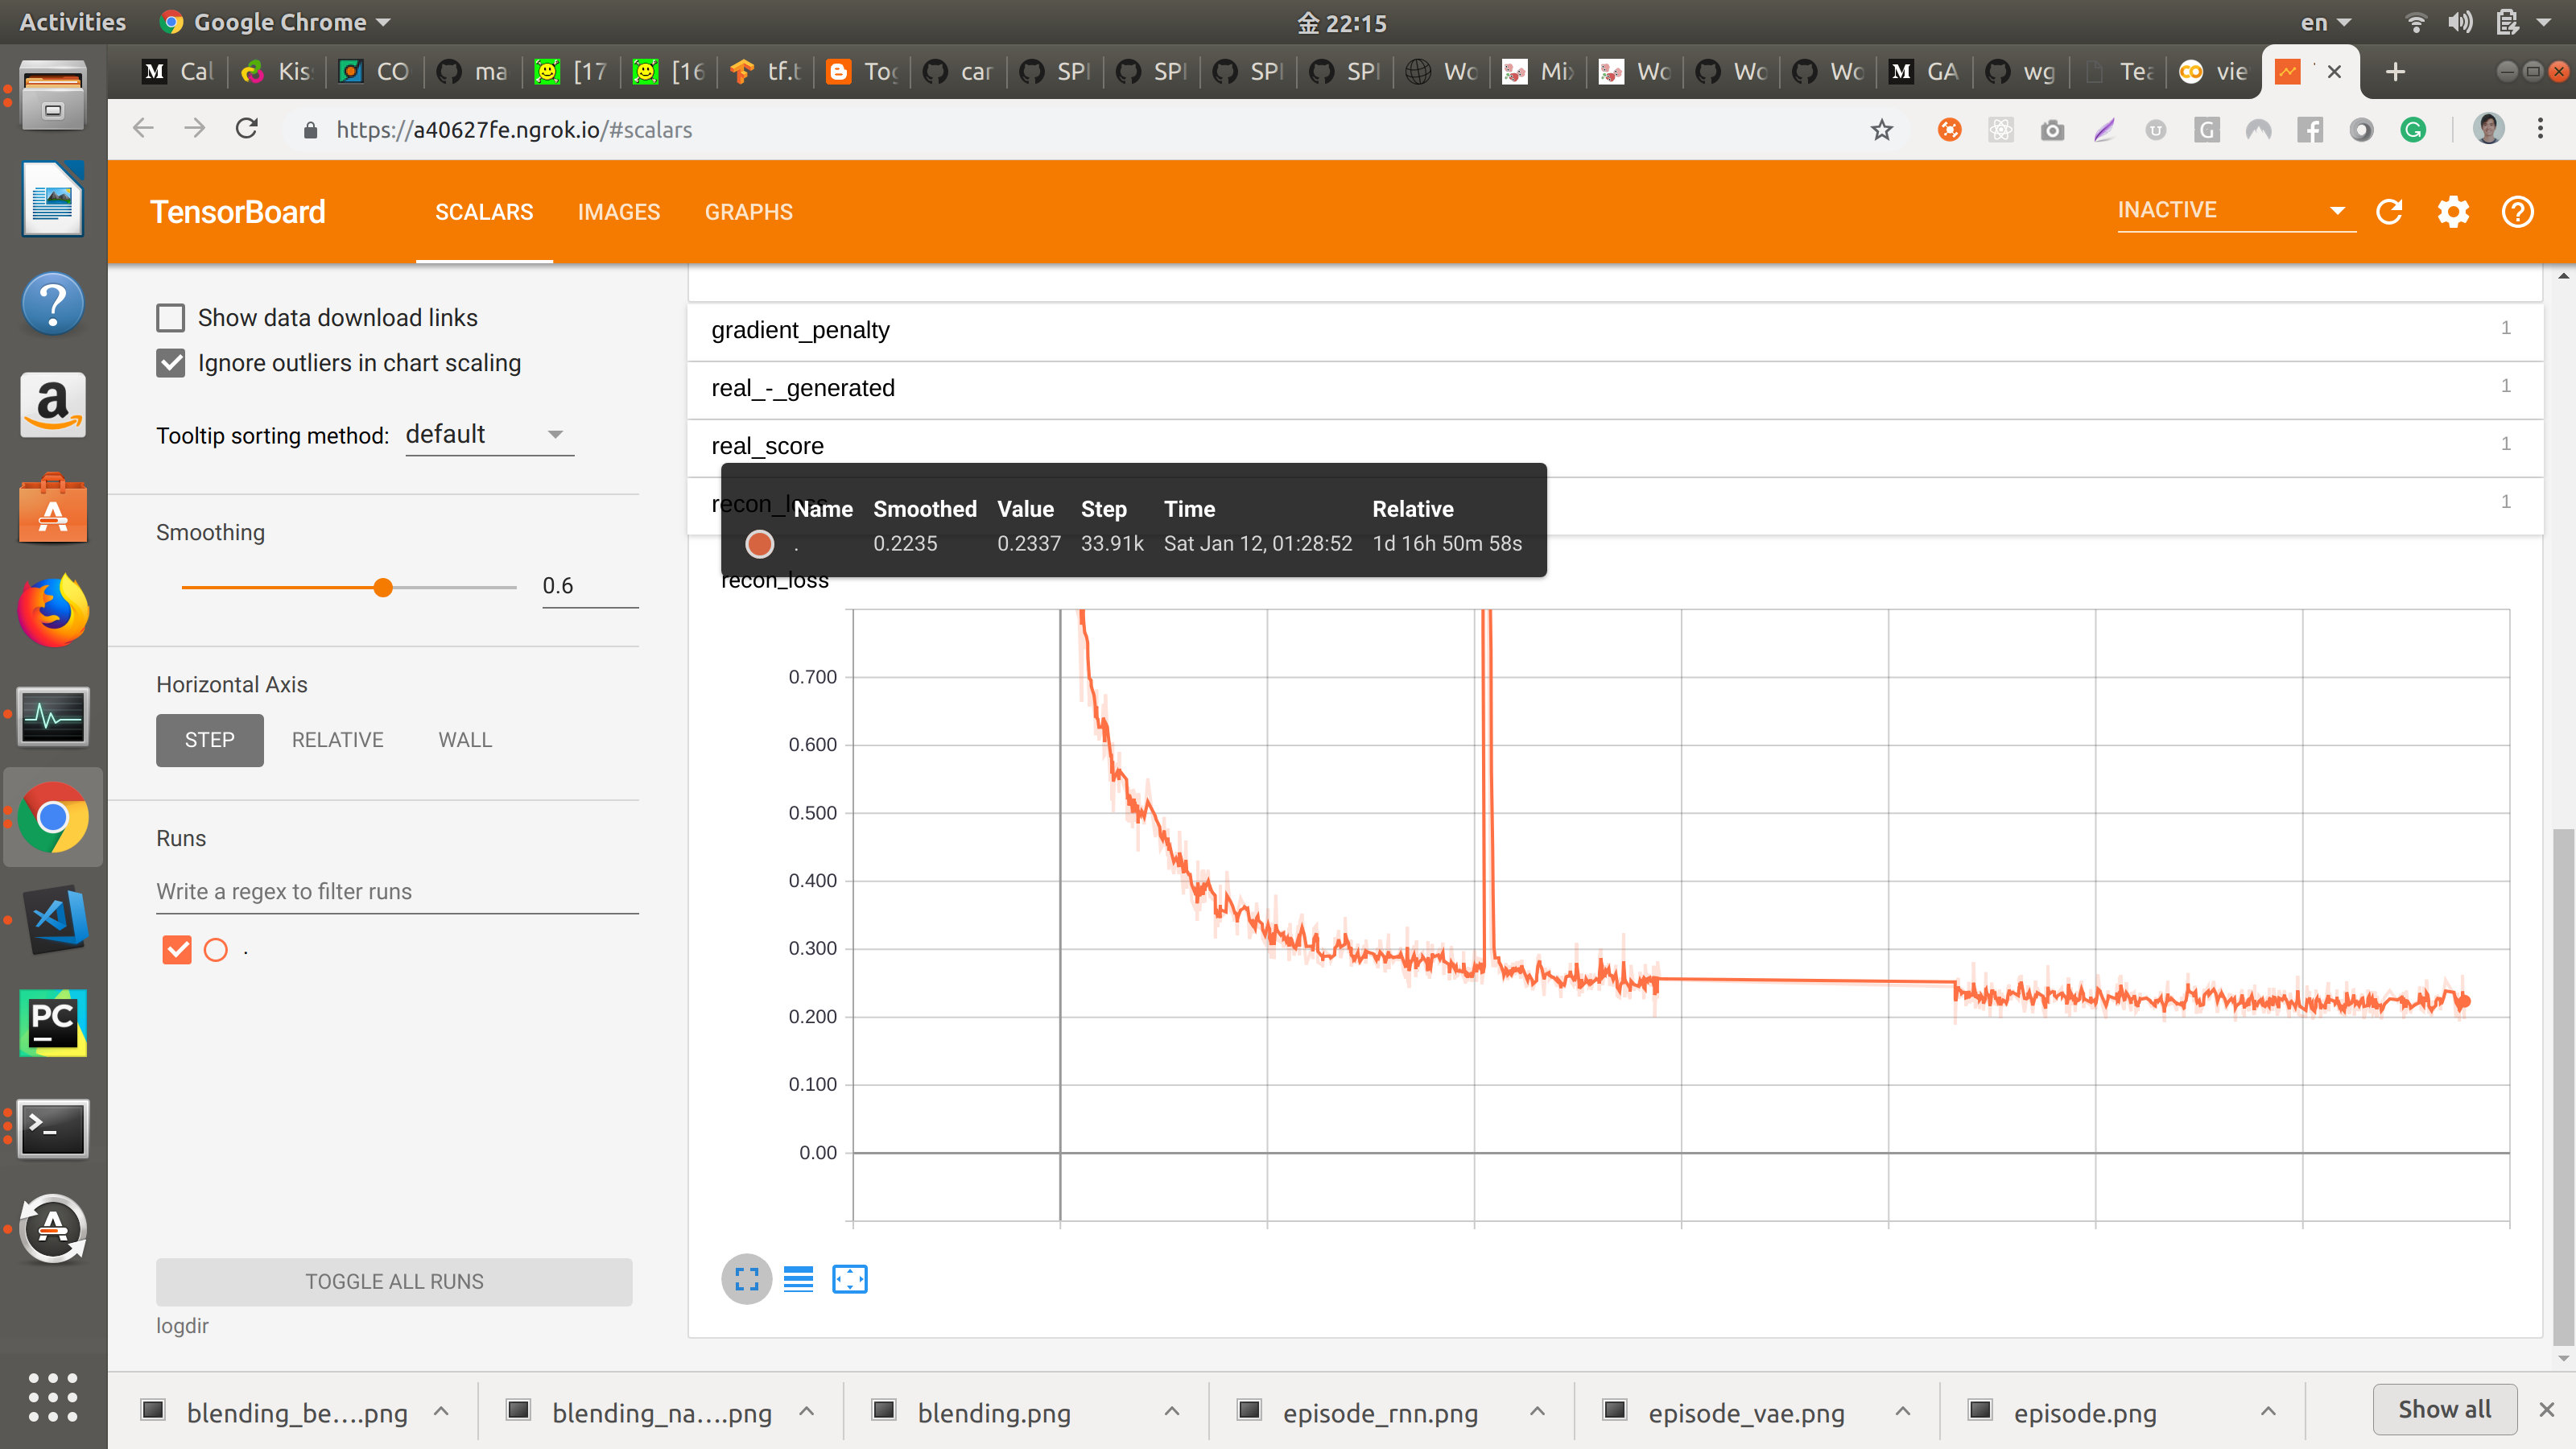 Activities
Google Chrome
金 22:15
en
Cal
Kis
CO
ma
[17
[16
tf.t
Tog
car
SPI
SPI
SPI
SPI
Wo
Mix
Wo
Wo
Wo
GA
wg
Tea
vie
https://a40627fe.ngrok.io/#scalars
TensorBoard
SCALARS
IMAGES
GRAPHS
INACTIVE
Show data download links
Ignore outliers in chart scaling
Tooltip sorting method: default
Smoothing
0.6
Horizontal Axis
STEP
RELATIVE
WALL
Runs
Write a regex to filter runs
.
TOGGLE ALL RUNS
logdir
gradient_penalty 1
real_-_generated 1
real_score 1
recon_loss 1
Name Smoothed Value Step Time Relative
. 0.2235 0.2337 33.91k Sat Jan 12, 01:28:52 1d 16h 50m 58s
recon_loss
0.700
0.600
0.500
0.400
0.300
0.200
0.100
0.00
blending_be....png
blending_na....png
blending.png
episode_rnn.png
episode_vae.png
episode.png
Show all